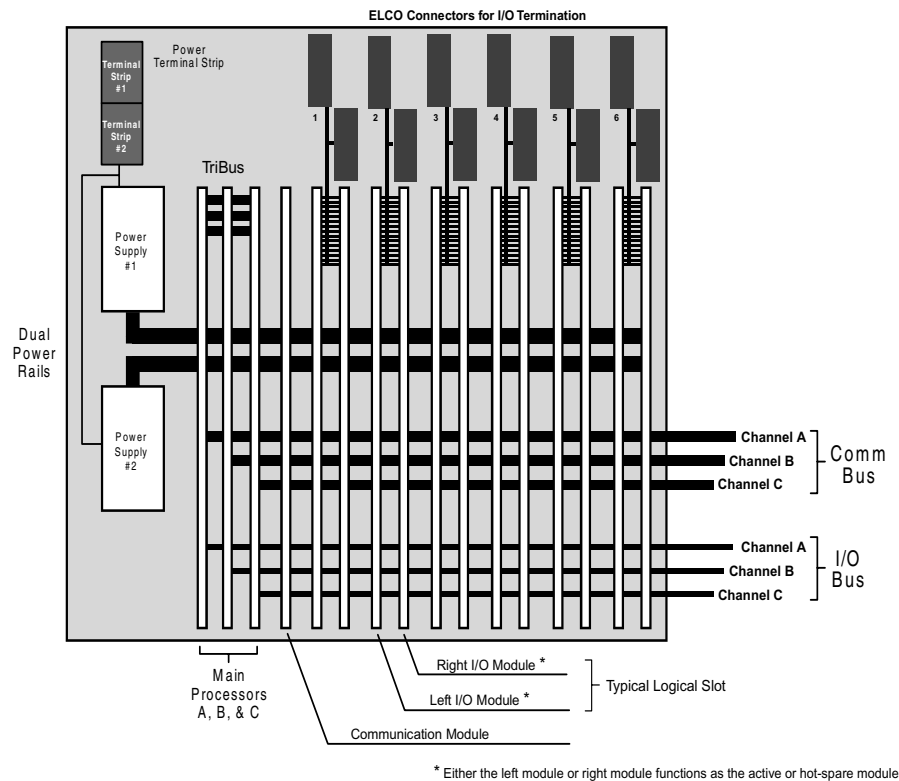 ELCO Connectors for I/O Termination
Power
Terminal Strip
Terminal
Strip
#1
Terminal
Strip
#2
1
2
3
4
5
6
TriBus
Power
Supply
#1
Dual
Power
Rails
Power
Supply
#2
Channel A
Channel B
Channel C
Comm
Bus
Channel A
Channel B
Channel C
I/O
Bus
Main
Processors
A, B, & C
Right I/O Module *
Left I/O Module *
Typical Logical Slot
Communication Module
* Either the left module or right module functions as the active or hot-spare module